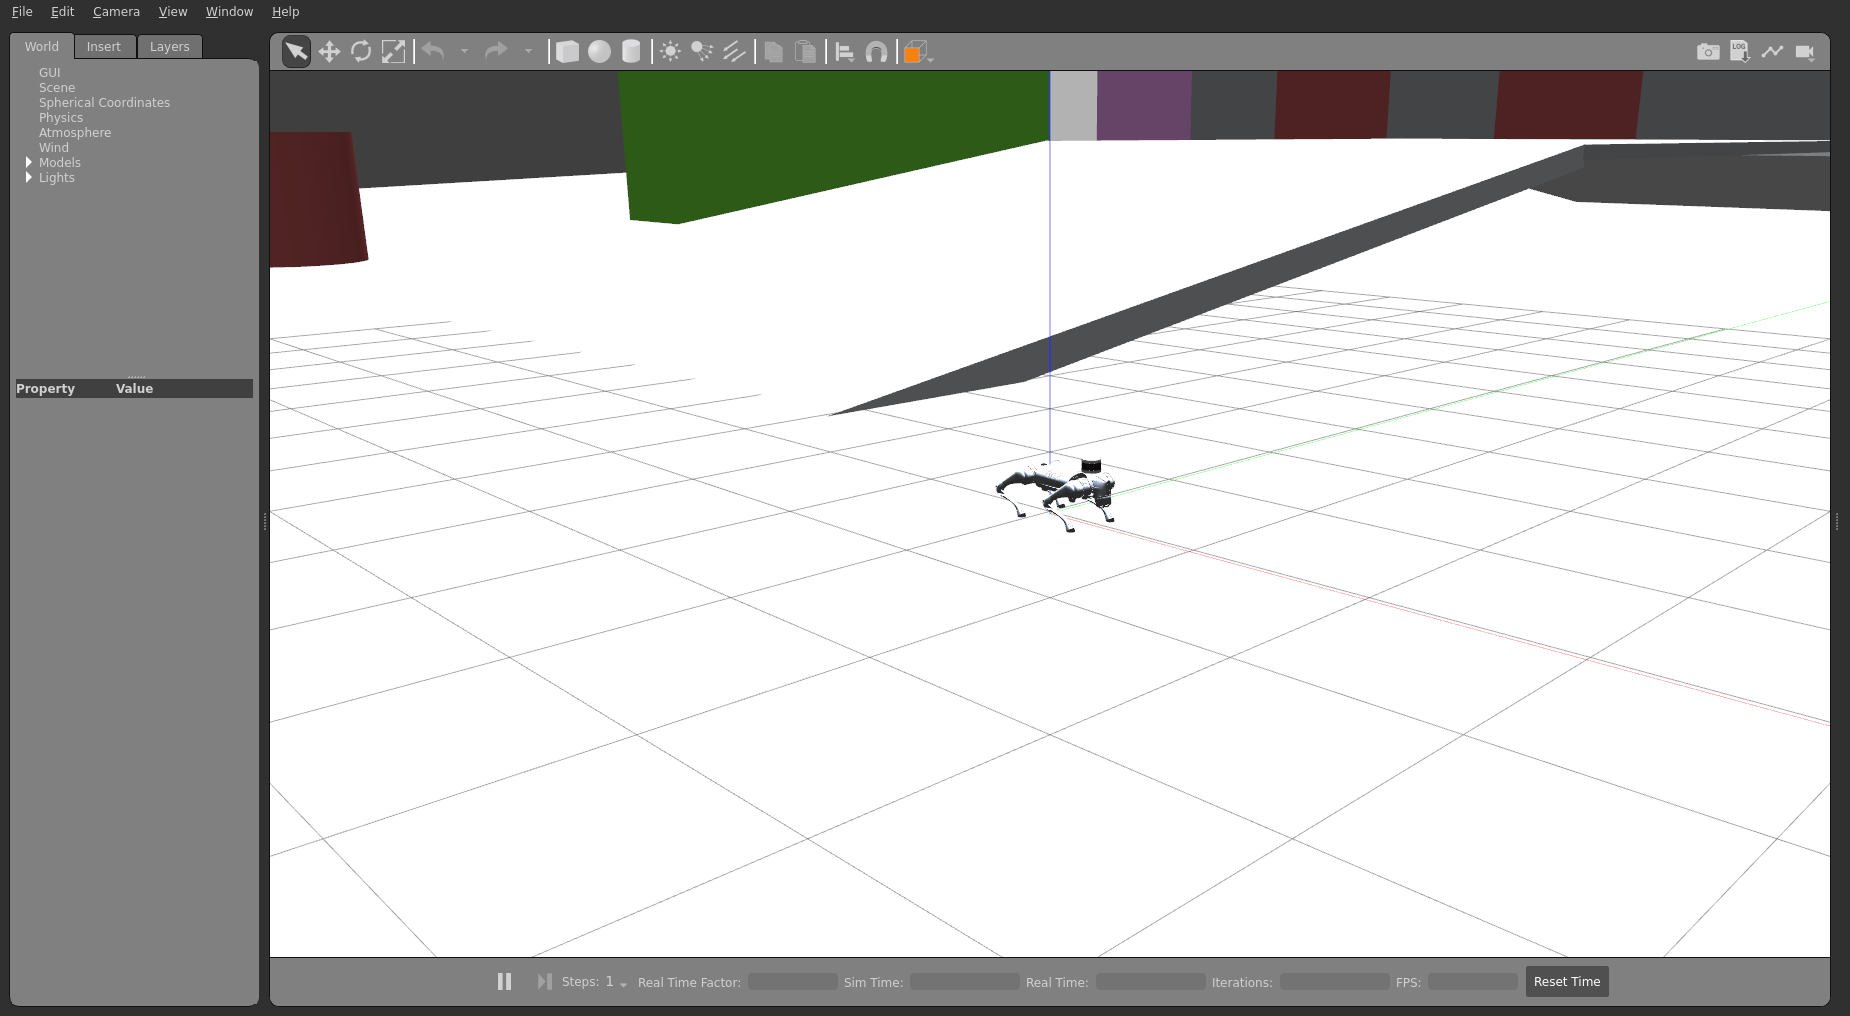 File Edit Camera View Window Help
World Insert Layers
LOG
GUI
Scene
Spherical Coordinates
Physics
Atmosphere
Wind
Models
Lights
Property Value
Steps: 1 Real Time Factor: Sim Time: Real Time: Iterations: FPS: Reset Time